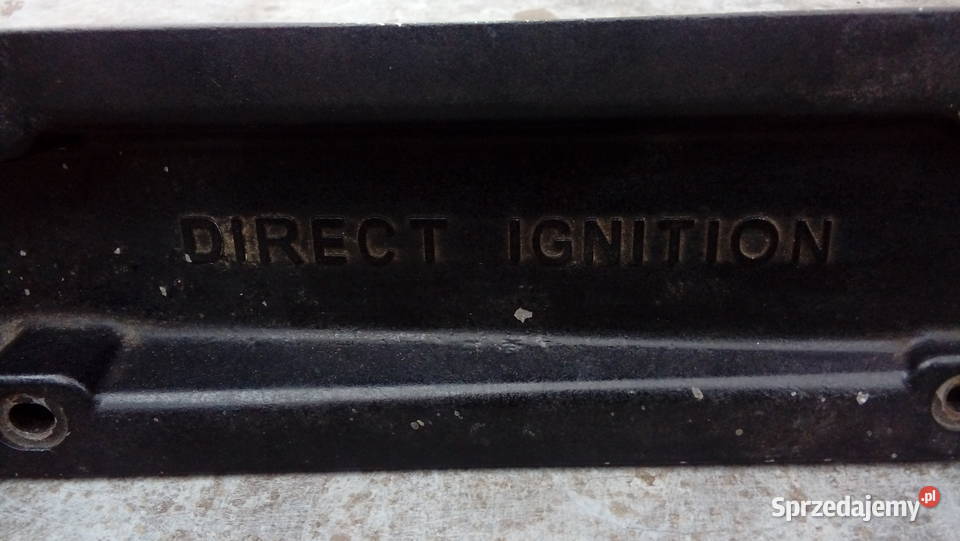 DIRECT IGNITION
Sprzedajemy.pl